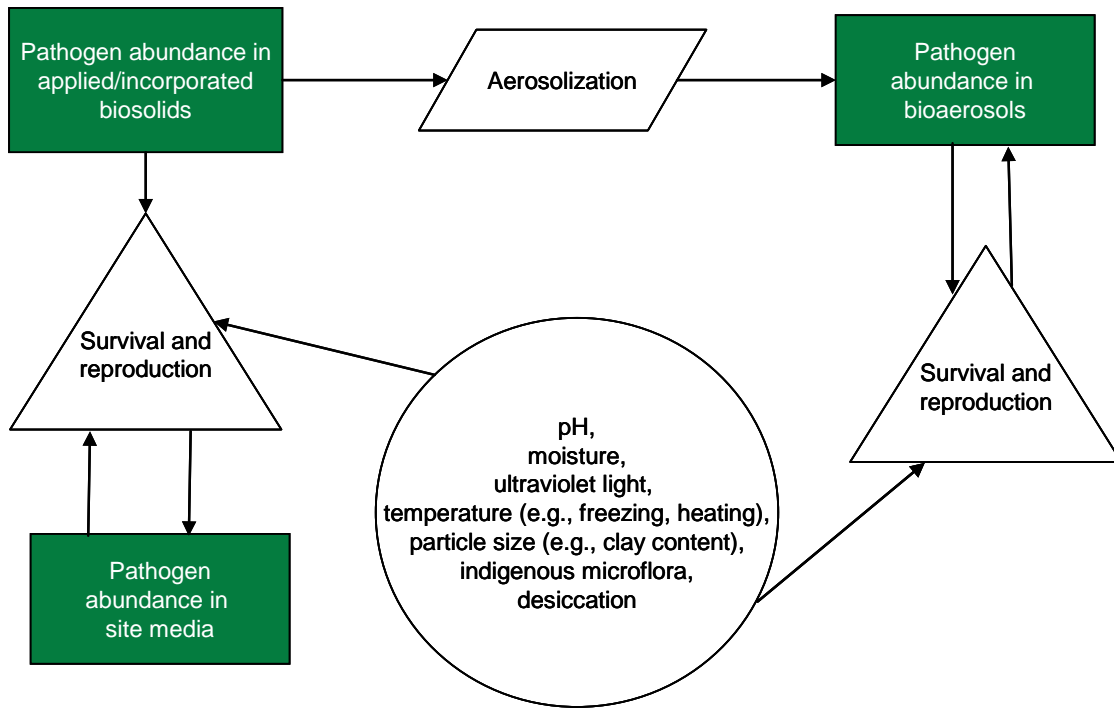 Pathogen abundance in
applied/incorporated
biosolids
Aerosolization
Pathogen
abundance in
bioaerosols
Survival and
reproduction
Survival and
reproduction
pH,
moisture,
ultraviolet light,
temperature (e.g., freezing, heating),
particle size (e.g., clay content),
indigenous microflora,
desiccation
Pathogen
abundance in
site media